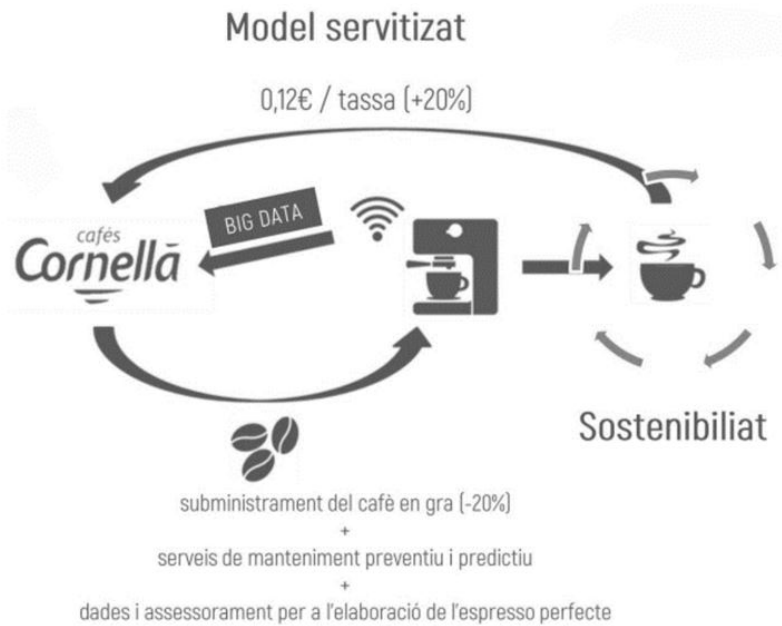 Model servitizat
0,12€ / tassa (+20%)
BIG DATA
cafés
Cornellà
Sostenibiliat
subministrament del cafè en gra (-20%)
+
serveis de manteniment preventiu i predictiu
+
dades i assessorament per a l'elaboració de l'espresso perfecte